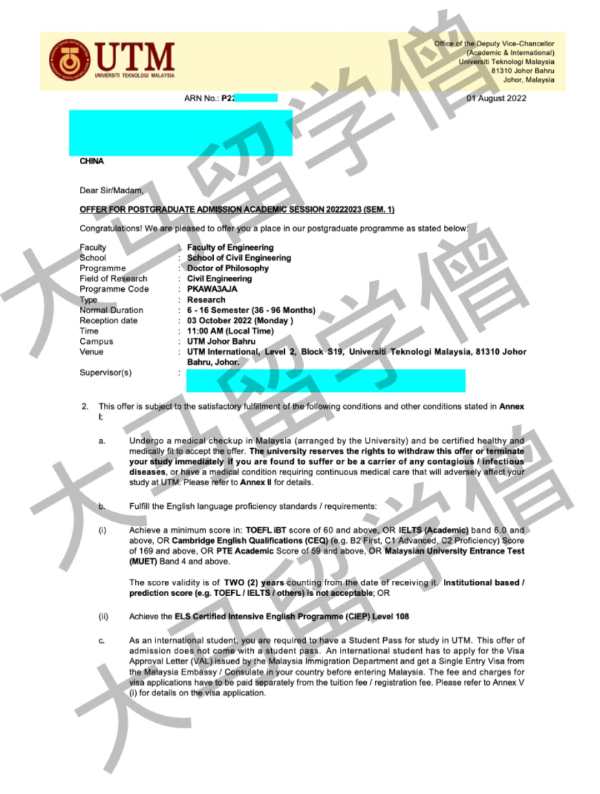 UTM
UNIVERSITI TEKNOLOGI MALAYSIA
Office of the Deputy Vice-Chancellor
(Academic & International)
Universiti Teknologi Malaysia
81310 Johor Bahru
Johor, Malaysia
ARN No.: P22
01 August 2022
CHINA
Dear Sir/Madam,
OFFER FOR POSTGRADUATE ADMISSION ACADEMIC SESSION 20222023 (SEM. 1)
Congratulations! We are pleased to offer you a place in our postgraduate programme as stated below:
Faculty : Faculty of Engineering
School : School of Civil Engineering
Programme : Doctor of Philosophy
Field of Research : Civil Engineering
Programme Code : PKAWA3AJA
Type : Research
Normal Duration : 6 - 16 Semester (36 - 96 Months)
Reception date : 03 October 2022 (Monday )
Time : 11:00 AM (Local Time)
Campus : UTM Johor Bahru
Venue : UTM International, Level 2, Block S19, Universiti Teknologi Malaysia, 81310 Johor
Bahru, Johor.
Supervisor(s) :
2. This offer is subject to the satisfactory fulfilment of the following conditions and other conditions stated in Annex
I:
a. Undergo a medical checkup in Malaysia (arranged by the University) and be certified healthy and
medically fit to accept the offer. The university reserves the rights to withdraw this offer or terminate
your study immediately if you are found to suffer or be a carrier of any contagious / infectious
diseases, or have a medical condition requiring continuous medical care that will adversely affect your
study at UTM. Please refer to Annex II for details.
b. Fulfill the English language proficiency standards / requirements:
(i) Achieve a minimum score in: TOEFL iBT score of 60 and above, OR IELTS (Academic) band 6.0 and
above, OR Cambridge English Qualifications (CEQ) (e.g. B2 First, C1 Advanced, C2 Proficiency) Score
of 169 and above, OR PTE Academic Score of 59 and above, OR Malaysian University Entrance Test
(MUET) Band 4 and above.
The score validity is of TWO (2) years counting from the date of receiving it. Institutional based /
prediction score (e.g. TOEFL / IELTS / others) is not acceptable; OR
(ii) Achieve the ELS Certified Intensive English Programme (CIEP) Level 108
c. As an international student, you are required to have a Student Pass for study in UTM. This offer of
admission does not come with a student pass. An international student has to apply for the Visa
Approval Letter (VAL) issued by the Malaysia Immigration Department and get a Single Entry Visa from
the Malaysia Embassy / Consulate in your country before entering Malaysia. The fee and charges for
visa applications have to be paid separately from the tuition fee / registration fee. Please refer to Annex V
(i) for details on the visa application.
大马留学僧
大马留学僧
大马留学僧